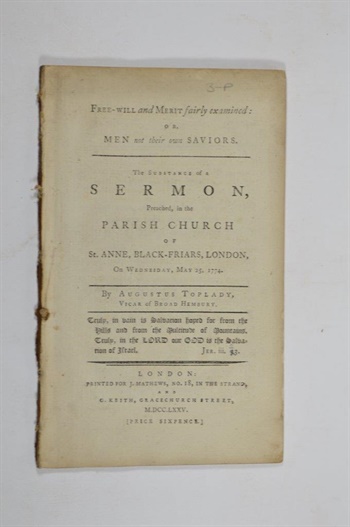 3-P
FREE-WILL and MERIT fairly examined:
OR,
MEN not their own SAVIORS.
The SUBSTANCE of a
SERMON,
Preached, in the
PARISH CHURCH
OF
St. ANNE, BLACK-FRIARS, LONDON,
On WEDNESDAY, MAY 25, 1774.
By AUGUSTUS TOPLADY,
VICAR OF BROAD HEMBURY.
Truly, in vain is Salvation hoped for from the
Hills and from the Multitude of Mountains.
Truly, in the LORD our GOD is the Salva-
tion of Israel. JER. iii. 23.
LONDON:
PRINTED FOR J. MATHEWS, NO. 18, IN THE STRAND,
AND
G. KEITH, GRACECHURCH STREET,
M.DCC.LXXV.
[PRICE SIXPENCE]